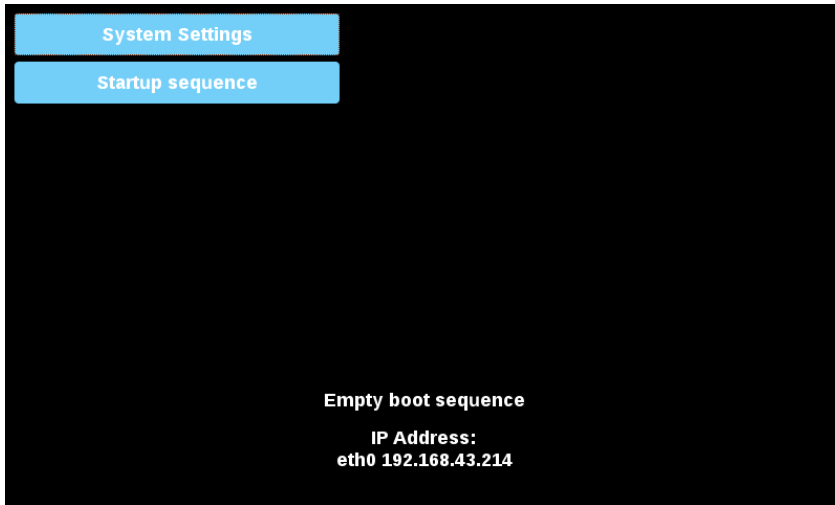 System Settings
Startup sequence
Empty boot sequence
IP Address:
eth0 192.168.43.214